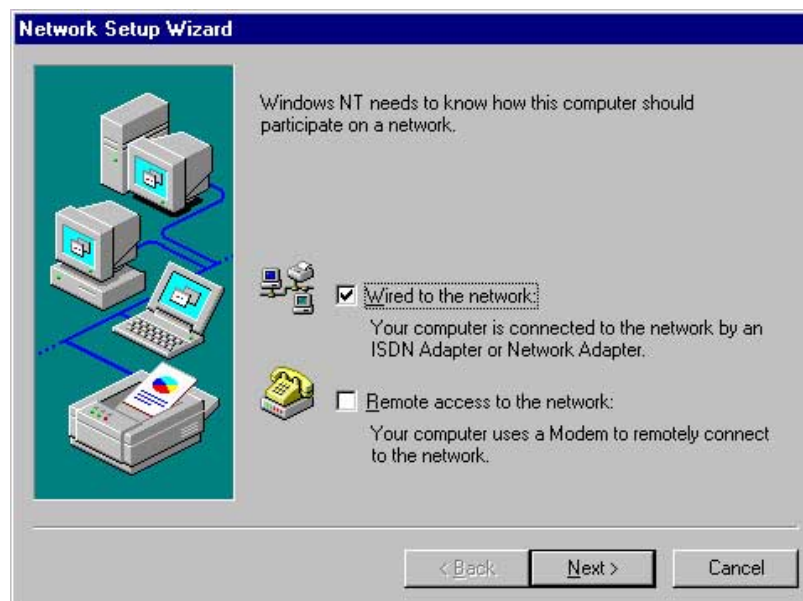 Network Setup Wizard
Windows NT needs to know how this computer should
participate on a network.
Wired to the network:
Your computer is connected to the network by an
ISDN Adapter or Network Adapter.
Remote access to the network:
Your computer uses a Modem to remotely connect
to the network.
< Back
Next >
Cancel